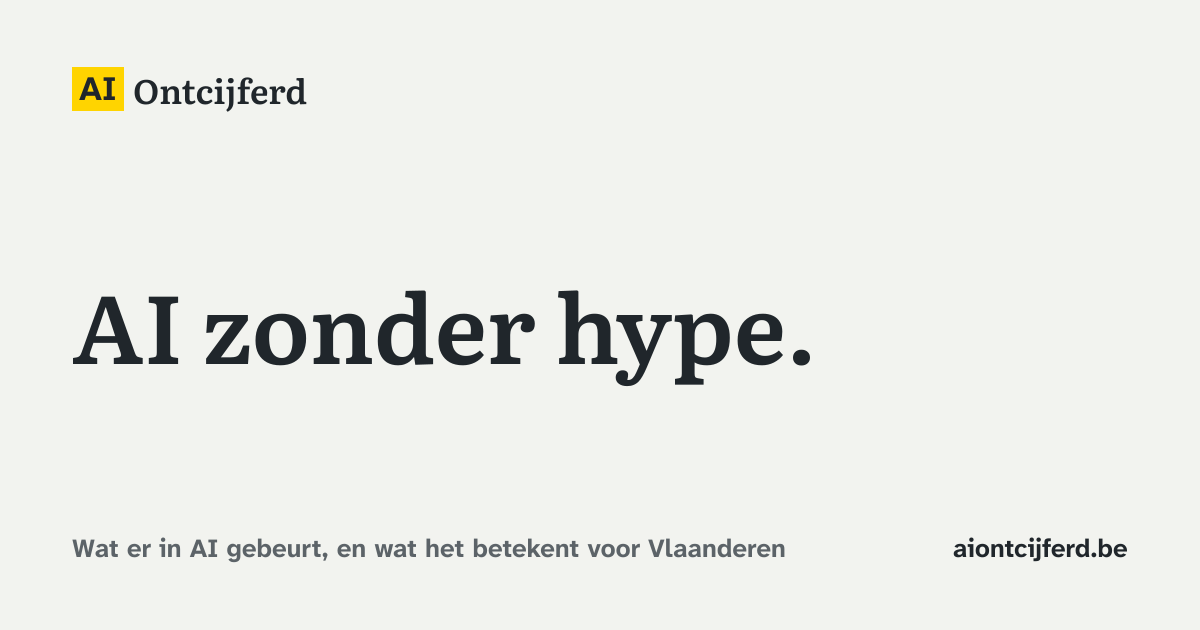 AI Ontcijferd
AI zonder hype.
Wat er in AI gebeurt, en wat het betekent voor Vlaanderen
aiontcijferd.be